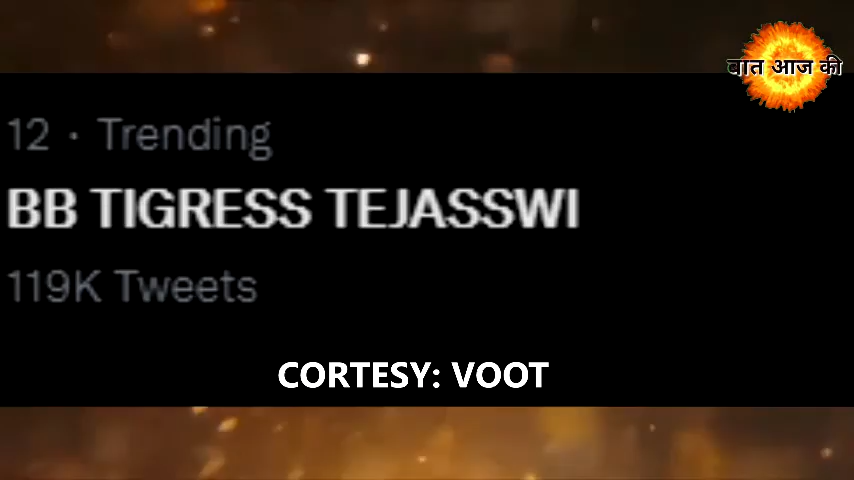 बात आज की
12 · Trending
BB TIGRESS TEJASSWI
119K Tweets
CORTESY: VOOT